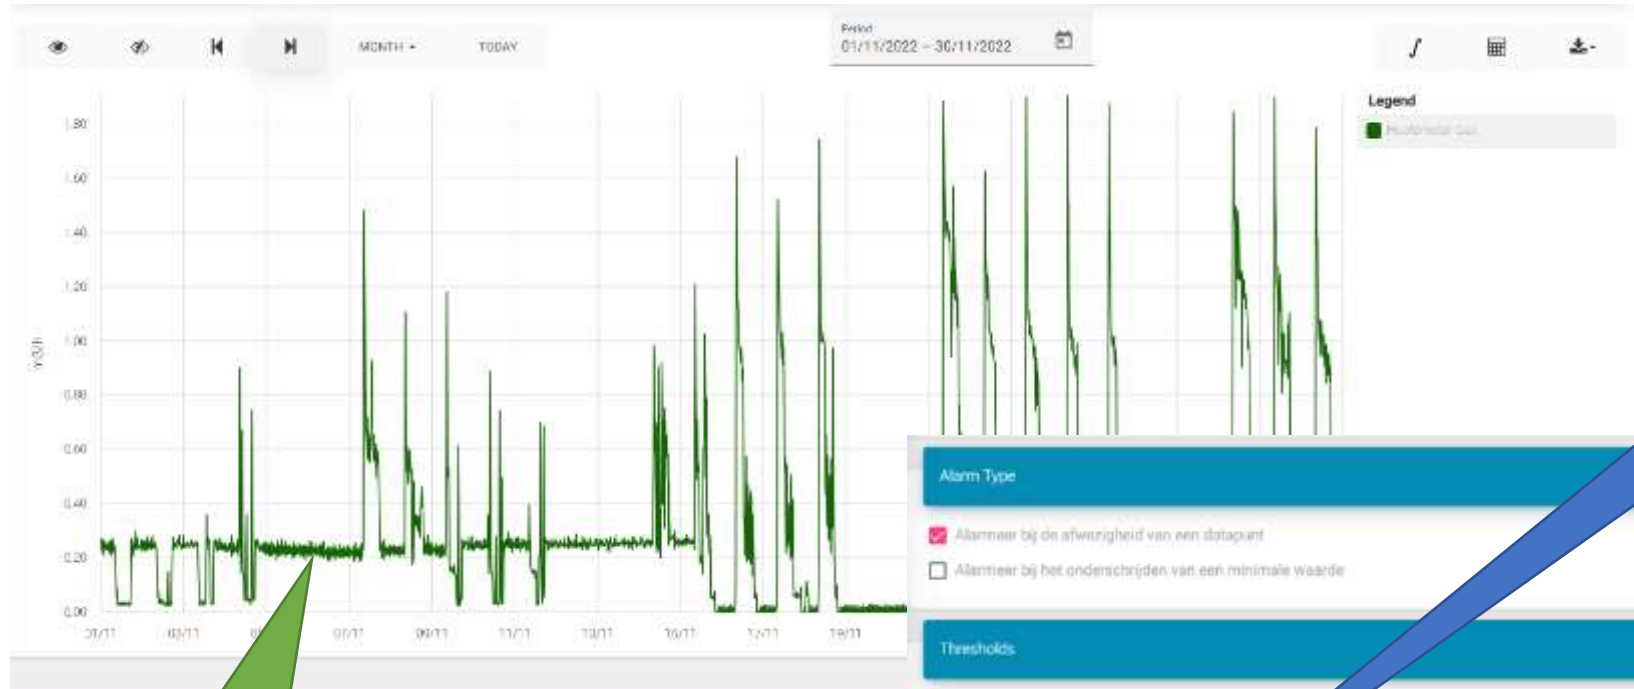 MONTH
TODAY
Period
01/11/2022 – 30/11/2022
Legend
Gas
1.80
1.60
1.40
1.20
1.00
0.80
0.60
0.40
0.20
0.00
m3/h
01/11
03/11
07/11
09/11
11/11
13/11
17/11
19/11
Alarm Type
Alarmeer bij de afwezigheid van een datapunt
Alarmeer bij het onderschrijden van een minimale waarde
Thresholds